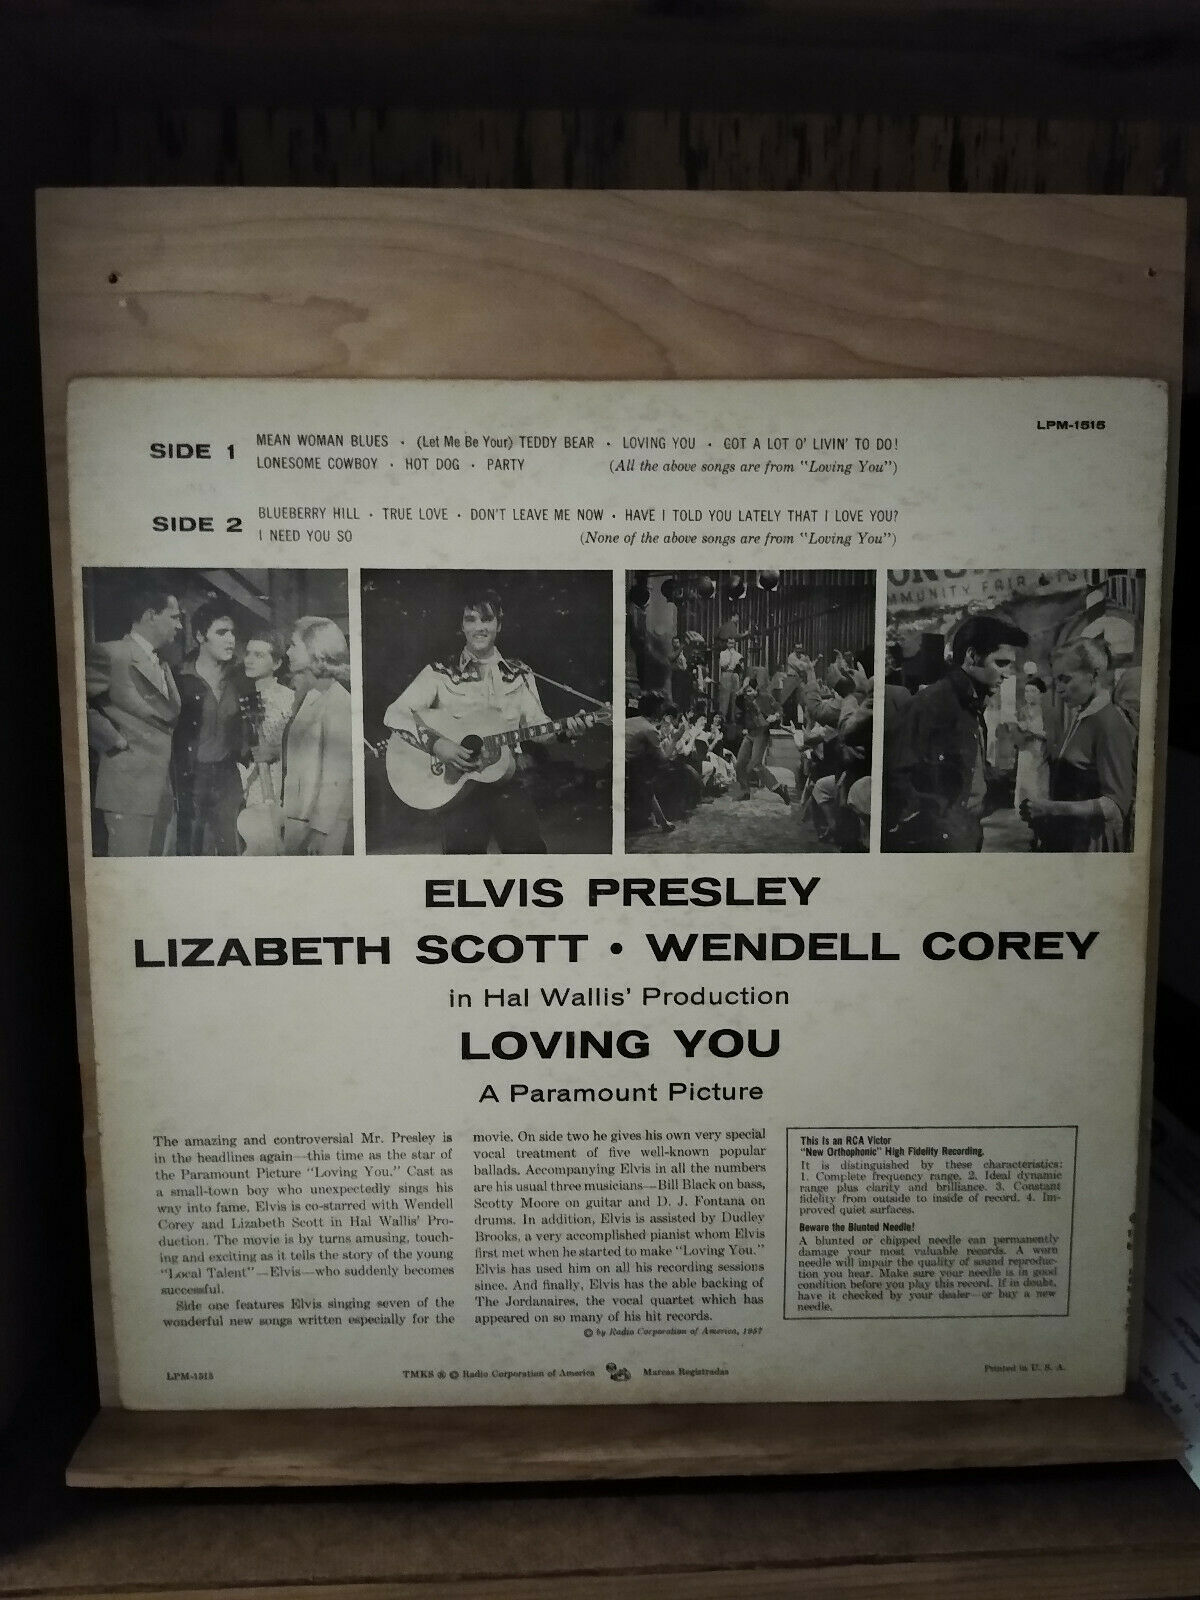 LPM-1515
SIDE 1
MEAN WOMAN BLUES · (Let Me Be Your) TEDDY BEAR · LOVING YOU · GOT A LOT O' LIVIN' TO DO!
LONESOME COWBOY · HOT DOG · PARTY (All the above songs are from "Loving You")
SIDE 2
BLUEBERRY HILL · TRUE LOVE · DON'T LEAVE ME NOW · HAVE I TOLD YOU LATELY THAT I LOVE YOU?
I NEED YOU SO (None of the above songs are from "Loving You")
MMUNITY FAIR
ELVIS PRESLEY
LIZABETH SCOTT • WENDELL COREY
in Hal Wallis' Production
LOVING YOU
A Paramount Picture
The amazing and controversial Mr. Presley is
in the headlines again—this time as the star of
the Paramount Picture "Loving You." Cast as
a small-town boy who unexpectedly sings his
way into fame, Elvis is co-starred with Wendell
Corey and Lizabeth Scott in Hal Wallis' Pro-
duction. The movie is by turns amusing, touch-
ing and exciting as it tells the story of the young
"Local Talent"—Elvis—who suddenly becomes
successful.
Side one features Elvis singing seven of the
wonderful new songs written especially for the
movie. On side two he gives his own very special
vocal treatment of five well-known popular
ballads. Accompanying Elvis in all the numbers
are his usual three musicians—Bill Black on bass,
Scotty Moore on guitar and D. J. Fontana on
drums. In addition, Elvis is assisted by Dudley
Brooks, a very accomplished pianist whom Elvis
first met when he started to make "Loving You."
Elvis has used him on all his recording sessions
since. And finally, Elvis has the able backing of
The Jordanaires, the vocal quartet which has
appeared on so many of his hit records.
© by Radio Corporation of America, 1957
This Is an RCA Victor
"New Orthophonic" High Fidelity Recording.
It is distinguished by these characteristics:
1. Complete frequency range. 2. Ideal dynamic
range plus clarity and brilliance. 3. Constant
fidelity from outside to inside of record. 4. Im-
proved quiet surfaces.
Beware the Blunted Needle!
A blunted or chipped needle can permanently
damage your most valuable records. A worn
needle will impair the quality of sound reproduc-
tion you hear. Make sure your needle is in good
condition before you play this record. If in doubt,
have it checked by your dealer—or buy a new
needle.
LPM-1515
TMKS ® © Radio Corporation of America Marcas Registradas
Printed in U. S. A.